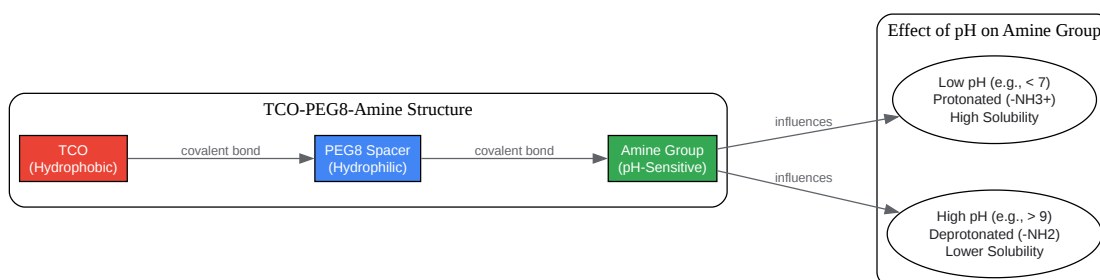 Effect of pH on Amine Group
Low pH (e.g., < 7)
Protonated (-NH3+)
High Solubility
TCO-PEG8-Amine Structure
influences
TCO
(Hydrophobic)
covalent bond
PEG8 Spacer
(Hydrophilic)
covalent bond
Amine Group
(pH-Sensitive)
influences
High pH (e.g., > 9)
Deprotonated (-NH2)
Lower Solubility